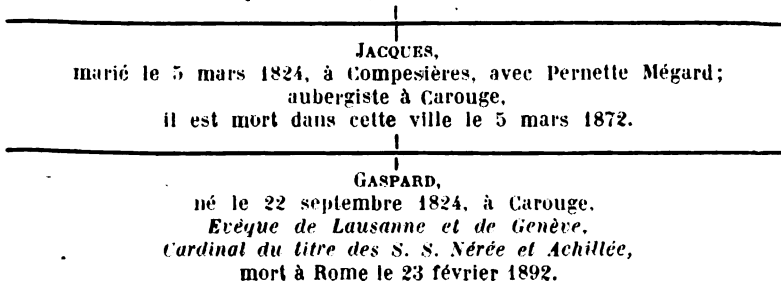 JACQUES,
marié le 5 mars 1824, à Compesières, avec Pernette Mégard;
aubergiste à Carouge,
il est mort dans cette ville le 5 mars 1872.
GASPARD,
né le 22 septembre 1824, à Carouge,
Evêque de Lausanne et de Genève,
Cardinal du titre des S. S. Nérée et Achillée,
mort à Rome le 23 février 1892.